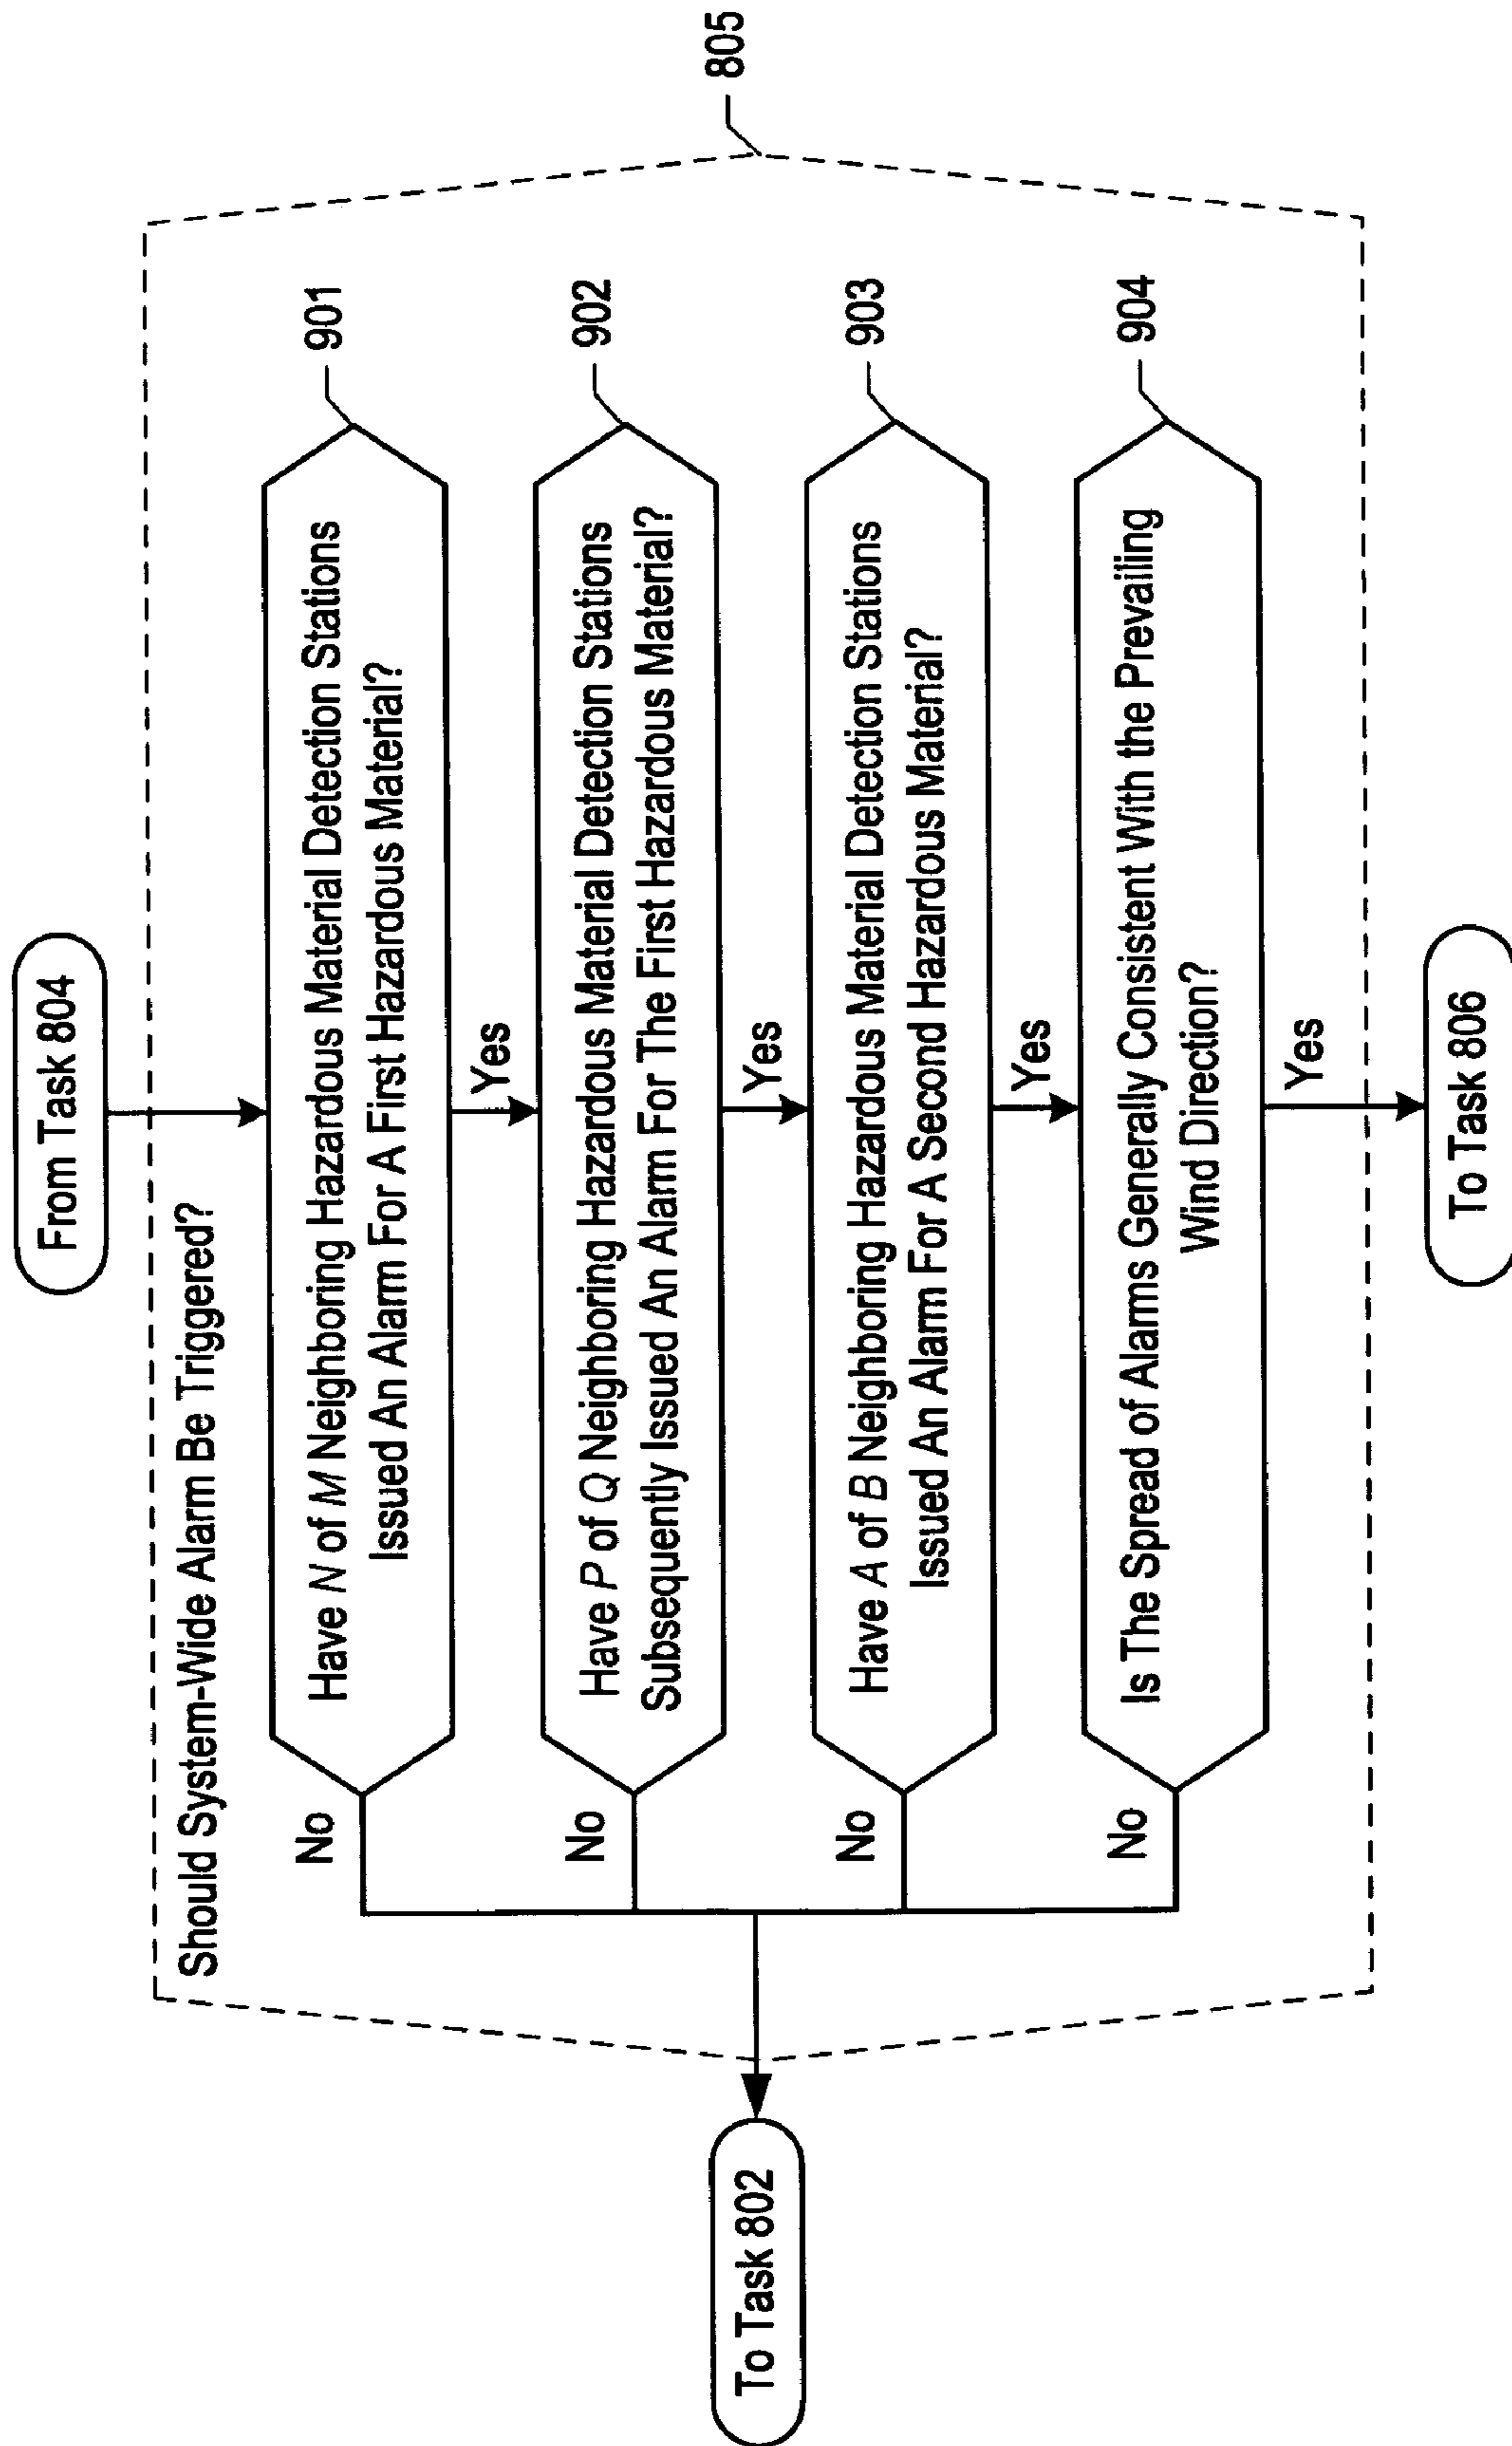 From Task 804
Should System-Wide Alarm Be Triggered?
805
Have N of M Neighboring Hazardous Material Detection Stations
Issued An Alarm For A First Hazardous Material?
901
No
Yes
Have P of Q Neighboring Hazardous Material Detection Stations
Subsequently Issued An Alarm For The First Hazardous Material?
902
No
Yes
Have A of B Neighboring Hazardous Material Detection Stations
Issued An Alarm For A Second Hazardous Material?
903
No
Yes
Is The Spread of Alarms Generally Consistent With the Prevailing
Wind Direction?
904
No
Yes
To Task 802
To Task 806